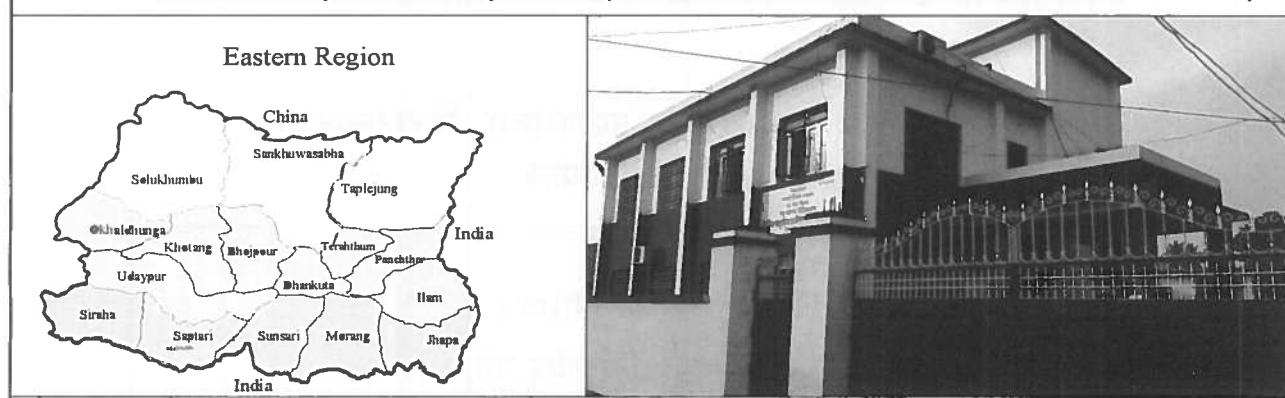 Eastern Region
China
Sankhuwasabha
Solukhumbu
Taplejung
Okhaldhunga
India
Khotang
Bhojpur
Terahthum
Panchthar
Udaypur
Dhankuta
Ilam
Siraha
Saptari
Sunsari
Morang
Jhapa
India